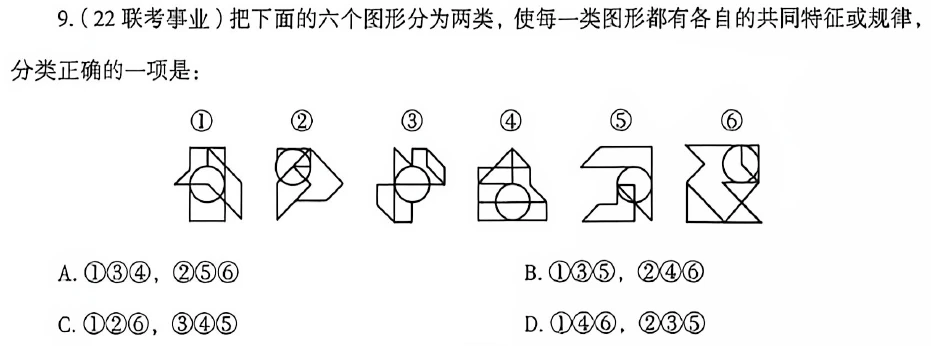 9.（22 联考事业）把下面的六个图形分为两类，使每一类图形都有各自的共同特征或规律，
分类正确的一项是：
① ② ③ ④ ⑤ ⑥
A. ①③④，②⑤⑥ B. ①③⑤，②④⑥
C. ①②⑥，③④⑤ D. ①④⑥，②③⑤